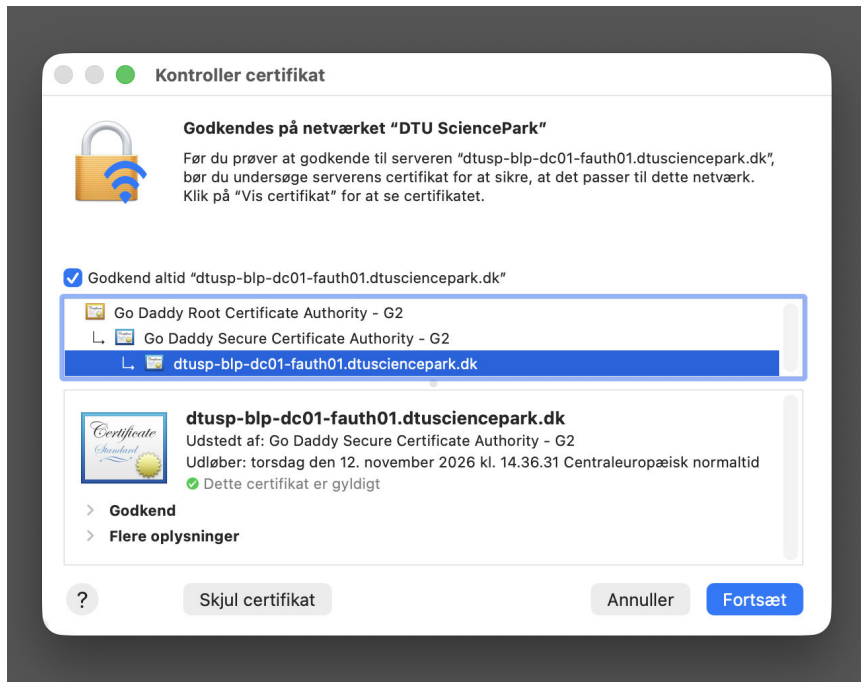 Kontroller certifikat
Godkendes på netværket “DTU SciencePark”
Før du prøver at godkende til serveren “dtusp-blp-dc01-fauth01.dtusciencepark.dk”,
bør du undersøge serverens certifikat for at sikre, at det passer til dette netværk.
Klik på “Vis certifikat” for at se certifikatet.
Godkend altid “dtusp-blp-dc01-fauth01.dtusciencepark.dk”
Go Daddy Root Certificate Authority - G2
Go Daddy Secure Certificate Authority - G2
dtusp-blp-dc01-fauth01.dtusciencepark.dk
Certificate
Standard
dtusp-blp-dc01-fauth01.dtusciencepark.dk
Udstedt af: Go Daddy Secure Certificate Authority - G2
Udløber: torsdag den 12. november 2026 kl. 14.36.31 Centraleuropæisk normaltid
Dette certifikat er gyldigt
Godkend
Flere oplysninger
?
Skjul certifikat
Annuller
Fortsæt